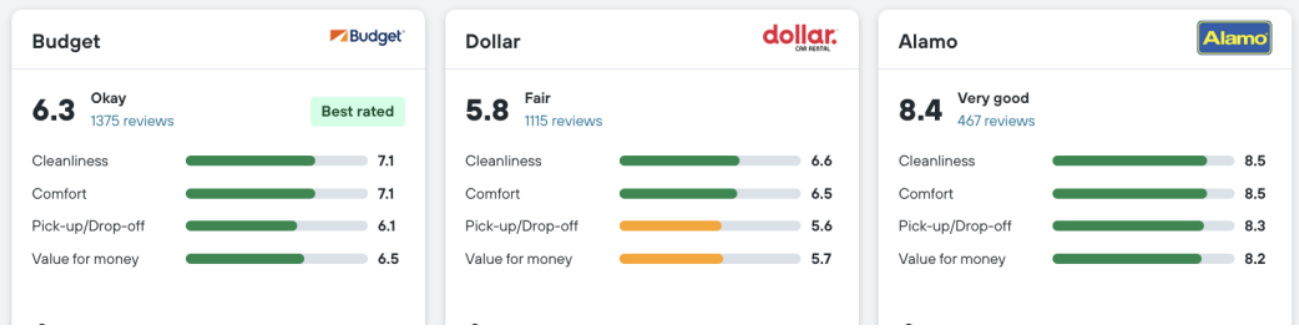 Budget
Budget
6.3
Okay
1375 reviews
Best rated
Cleanliness 7.1
Comfort 7.1
Pick-up/Drop-off 6.1
Value for money 6.5
Dollar
dollar.
CAR RENTAL
5.8
Fair
1115 reviews
Cleanliness 6.6
Comfort 6.5
Pick-up/Drop-off 5.6
Value for money 5.7
Alamo
Alamo
8.4
Very good
467 reviews
Cleanliness 8.5
Comfort 8.5
Pick-up/Drop-off 8.3
Value for money 8.2